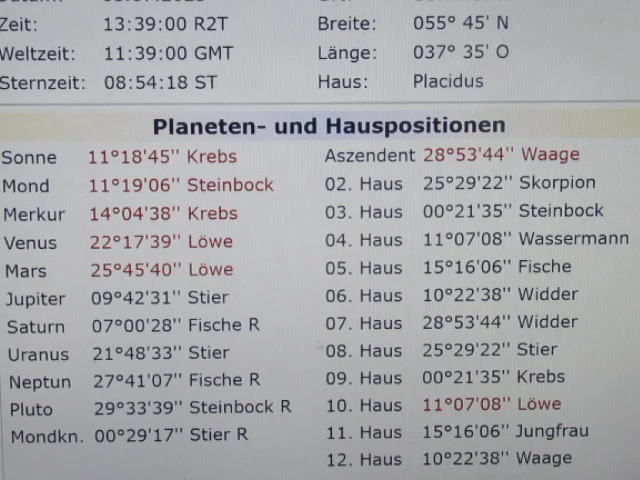 Zeit: 13:39:00 R2T Breite: 055° 45' N
Weltzeit: 11:39:00 GMT Länge: 037° 35' O
Sternzeit: 08:54:18 ST Haus: Placidus
Planeten- und Hauspositionen
Sonne 11°18'45'' Krebs Aszendent 28°53'44'' Waage
Mond 11°19'06'' Steinbock 02. Haus 25°29'22'' Skorpion
Merkur 14°04'38'' Krebs 03. Haus 00°21'35'' Steinbock
Venus 22°17'39'' Löwe 04. Haus 11°07'08'' Wassermann
Mars 25°45'40'' Löwe 05. Haus 15°16'06'' Fische
Jupiter 09°42'31'' Stier 06. Haus 10°22'38'' Widder
Saturn 07°00'28'' Fische R 07. Haus 28°53'44'' Widder
Uranus 21°48'33'' Stier 08. Haus 25°29'22'' Stier
Neptun 27°41'07'' Fische R 09. Haus 00°21'35'' Krebs
Pluto 29°33'39'' Steinbock R 10. Haus 11°07'08'' Löwe
Mondkn. 00°29'17'' Stier R 11. Haus 15°16'06'' Jungfrau
12. Haus 10°22'38'' Waage